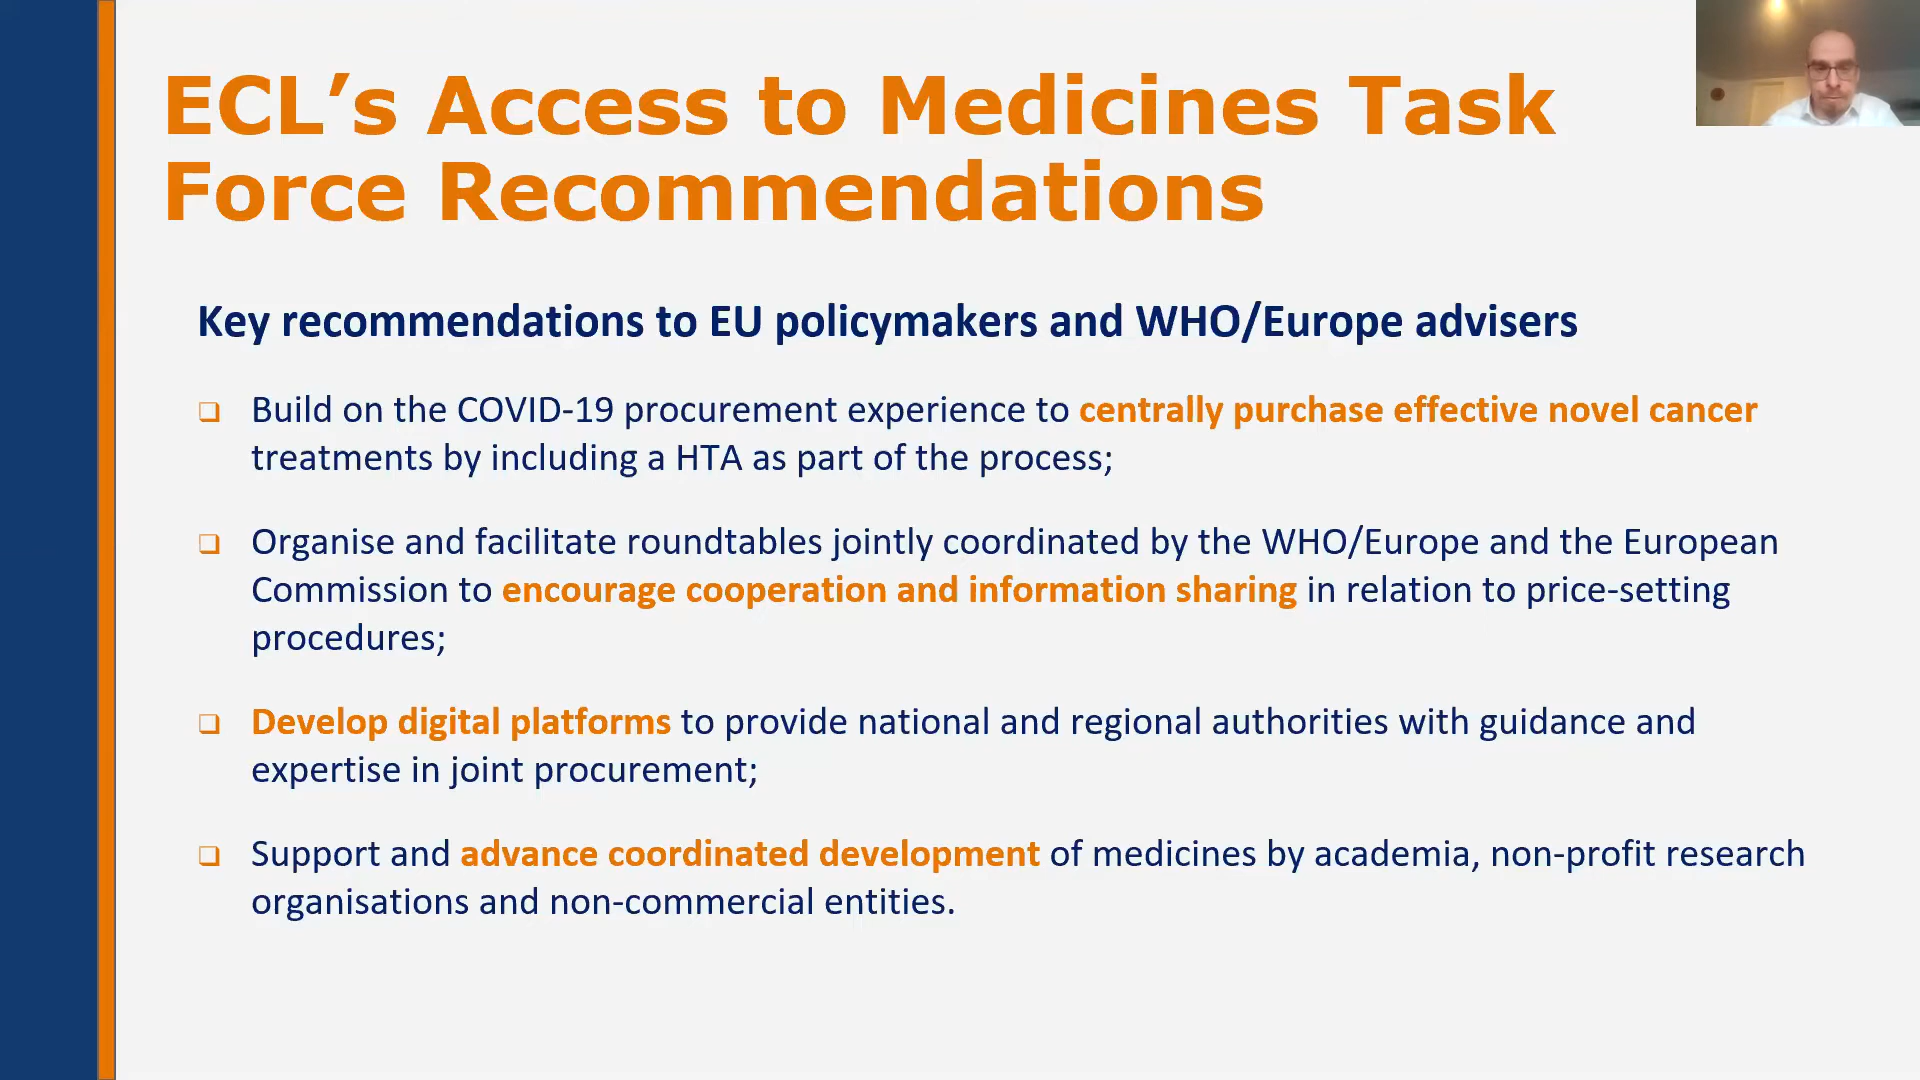 ECL’s Access to Medicines Task
Force Recommendations
Key recommendations to EU policymakers and WHO/Europe advisers
Build on the COVID-19 procurement experience to centrally purchase effective novel cancer
treatments by including a HTA as part of the process;
Organise and facilitate roundtables jointly coordinated by the WHO/Europe and the European
Commission to encourage cooperation and information sharing in relation to price-setting
procedures;
Develop digital platforms to provide national and regional authorities with guidance and
expertise in joint procurement;
Support and advance coordinated development of medicines by academia, non-profit research
organisations and non-commercial entities.